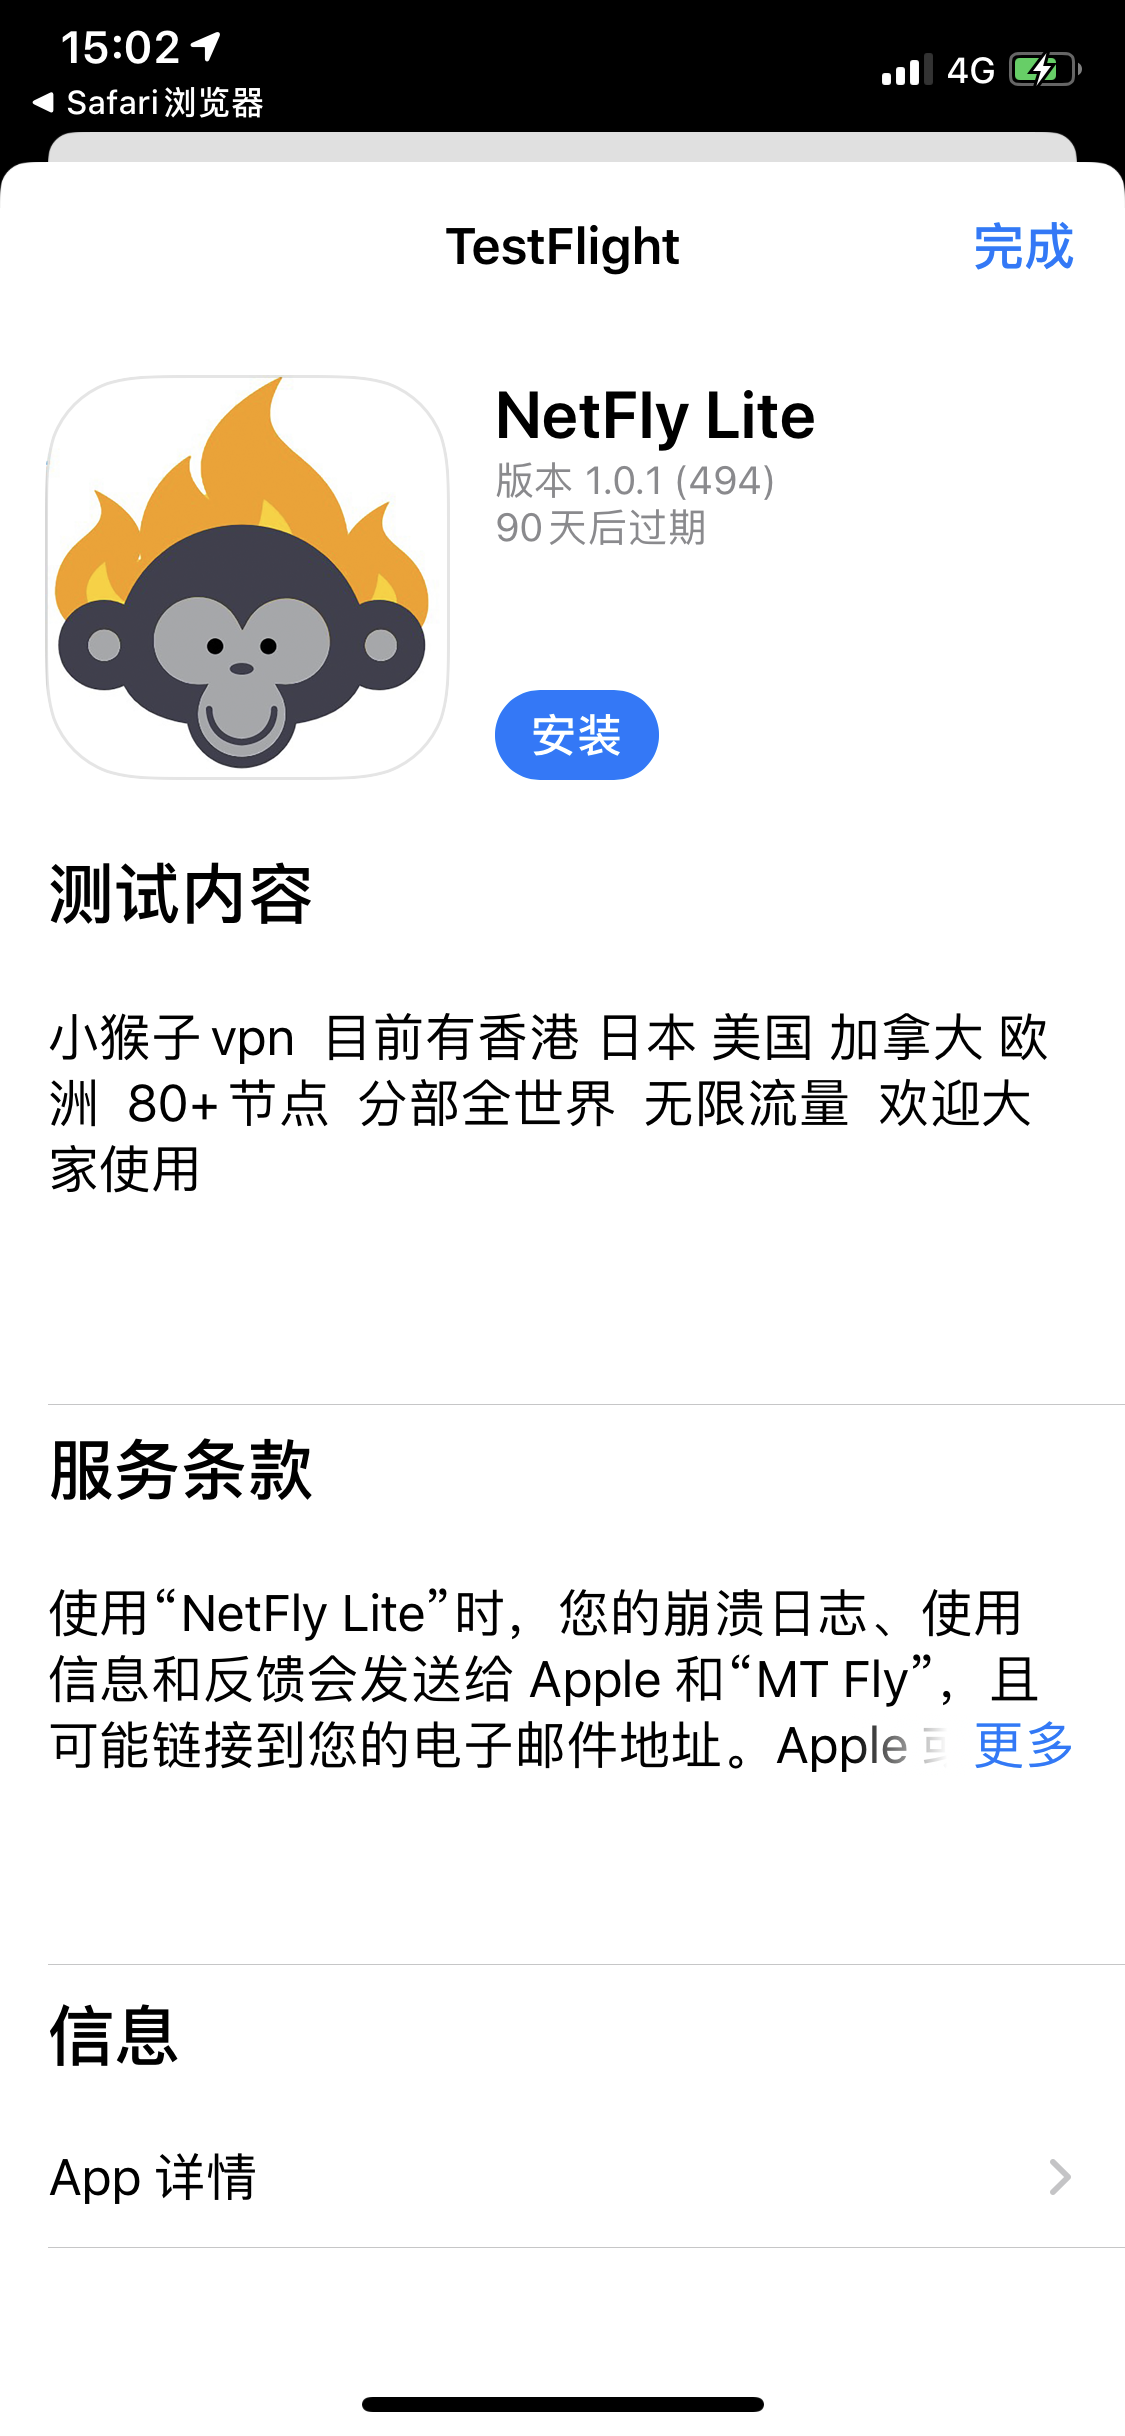 15:02
Safari浏览器
4G
TestFlight
完成
NetFly Lite
版本 1.0.1 (494)
90天后过期
安装
测试内容
小猴子vpn 目前有香港 日本 美国 加拿大 欧
洲 80+节点 分部全世界 无限流量 欢迎大
家使用
服务条款
使用“NetFly Lite”时，您的崩溃日志、使用
信息和反馈会发送给 Apple 和“MT Fly”，且
可能链接到您的电子邮件地址。Apple 更多
信息
App 详情